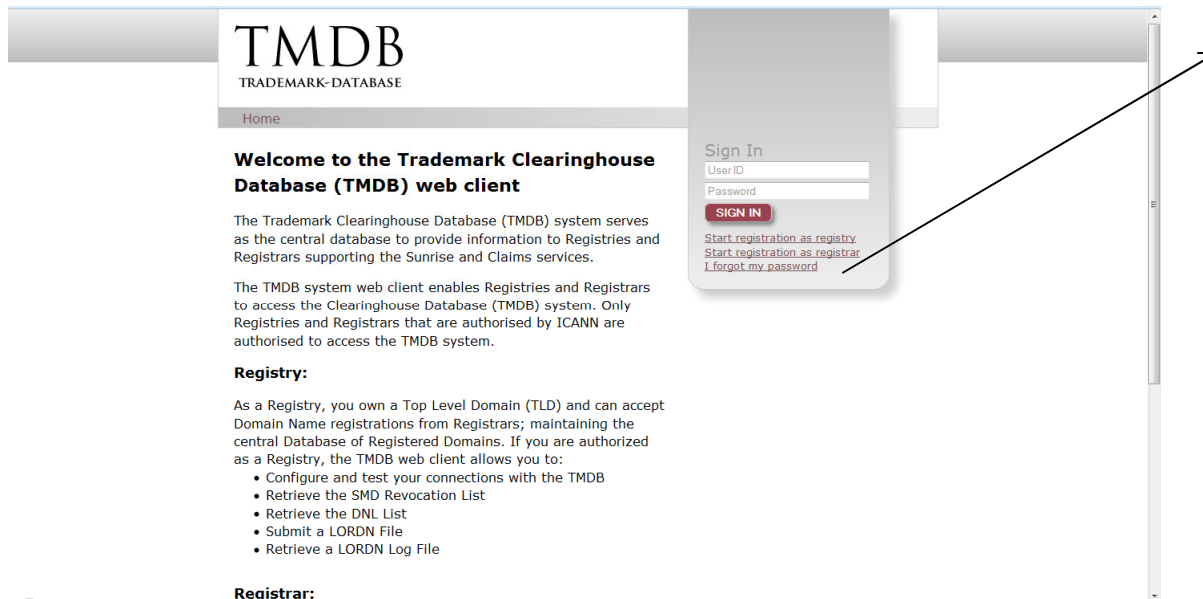 TMDB
TRADEMARK-DATABASE
Home
Welcome to the Trademark Clearinghouse
Database (TMDB) web client
The Trademark Clearinghouse Database (TMDB) system serves
as the central database to provide information to Registries and
Registrars supporting the Sunrise and Claims services.
The TMDB system web client enables Registries and Registrars
to access the Clearinghouse Database (TMDB) system. Only
Registries and Registrars that are authorised by ICANN are
authorised to access the TMDB system.
Registry:
As a Registry, you own a Top Level Domain (TLD) and can accept
Domain Name registrations from Registrars; maintaining the
central Database of Registered Domains. If you are authorized
as a Registry, the TMDB web client allows you to:
• Configure and test your connections with the TMDB
• Retrieve the SMD Revocation List
• Retrieve the DNL List
• Submit a LORDN File
• Retrieve a LORDN Log File
Registrar:
Sign In
User ID
Password
SIGN IN
Start registration as registry
Start registration as registrar
I forgot my password